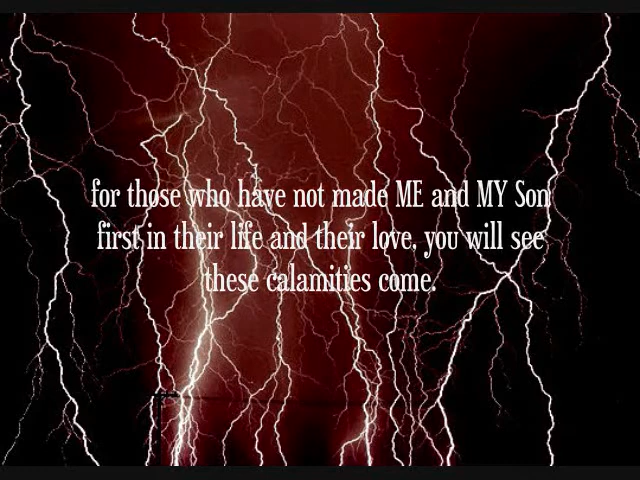 for those who have not made ME and MY Son
first in their life and their love, you will see
these calamities come.